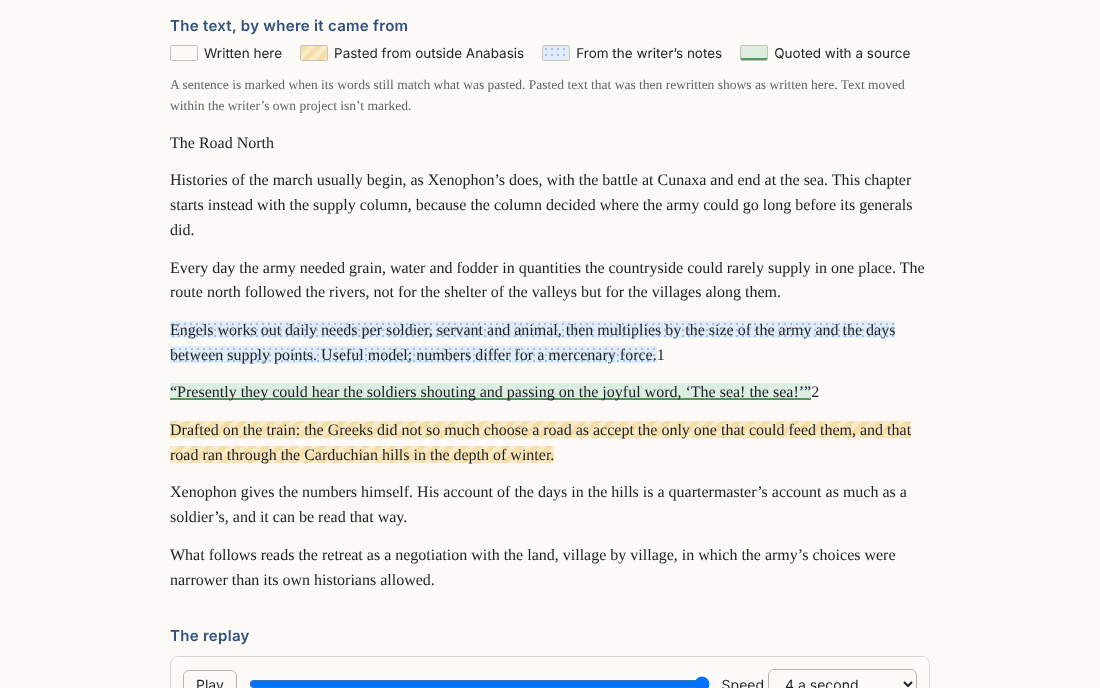 The text, by where it came from
Written here Pasted from outside Anabasis From the writer’s notes Quoted with a source
A sentence is marked when its words still match what was pasted. Pasted text that was then rewritten shows as written here. Text moved
within the writer’s own project isn’t marked.
The Road North
Histories of the march usually begin, as Xenophon’s does, with the battle at Cunaxa and end at the sea. This chapter
starts instead with the supply column, because the column decided where the army could go long before its generals
did.
Every day the army needed grain, water and fodder in quantities the countryside could rarely supply in one place. The
route north followed the rivers, not for the shelter of the valleys but for the villages along them.
Engels works out daily needs per soldier, servant and animal, then multiplies by the size of the army and the days
between supply points. Useful model; numbers differ for a mercenary force.1
“Presently they could hear the soldiers shouting and passing on the joyful word, ‘The sea! the sea!’”2
Drafted on the train: the Greeks did not so much choose a road as accept the only one that could feed them, and that
road ran through the Carduchian hills in the depth of winter.
Xenophon gives the numbers himself. His account of the days in the hills is a quartermaster’s account as much as a
soldier’s, and it can be read that way.
What follows reads the retreat as a negotiation with the land, village by village, in which the army’s choices were
narrower than its own historians allowed.
The replay
Play Speed 4 a second